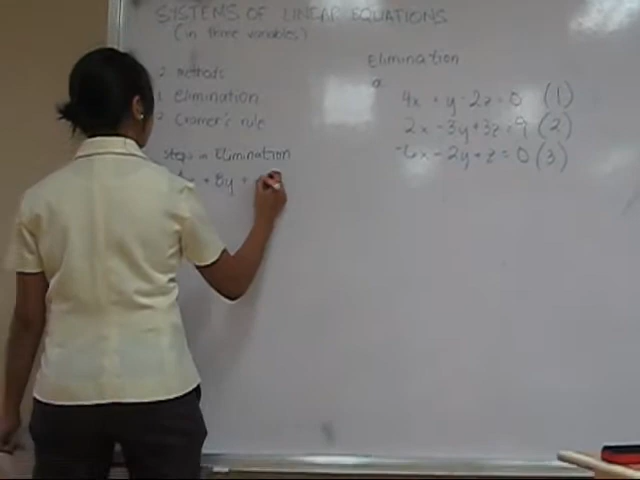 SYSTEMS OF LINEAR EQUATIONS
(in three variables)
2 methods
1 Elimination
2 Cramer's rule
Steps in Elimination
+ By +
Elimination
a.
4x + y - 2z = 0 (1)
2x - 3y + 3z = 9 (2)
-6x - 2y + z = 0 (3)